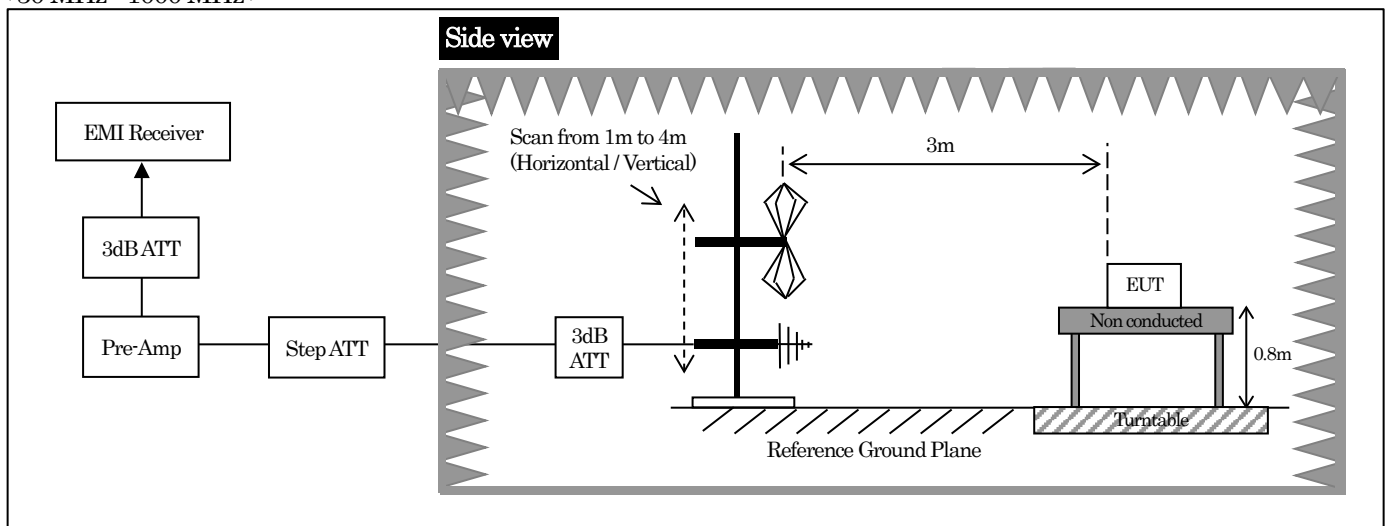 Side view
EMI Receiver
3dB ATT
Pre-Amp
Step ATT
3dB
ATT
Scan from 1m to 4m
(Horizontal / Vertical)
3m
EUT
Non conducted
0.8m
Turntable
Reference Ground Plane